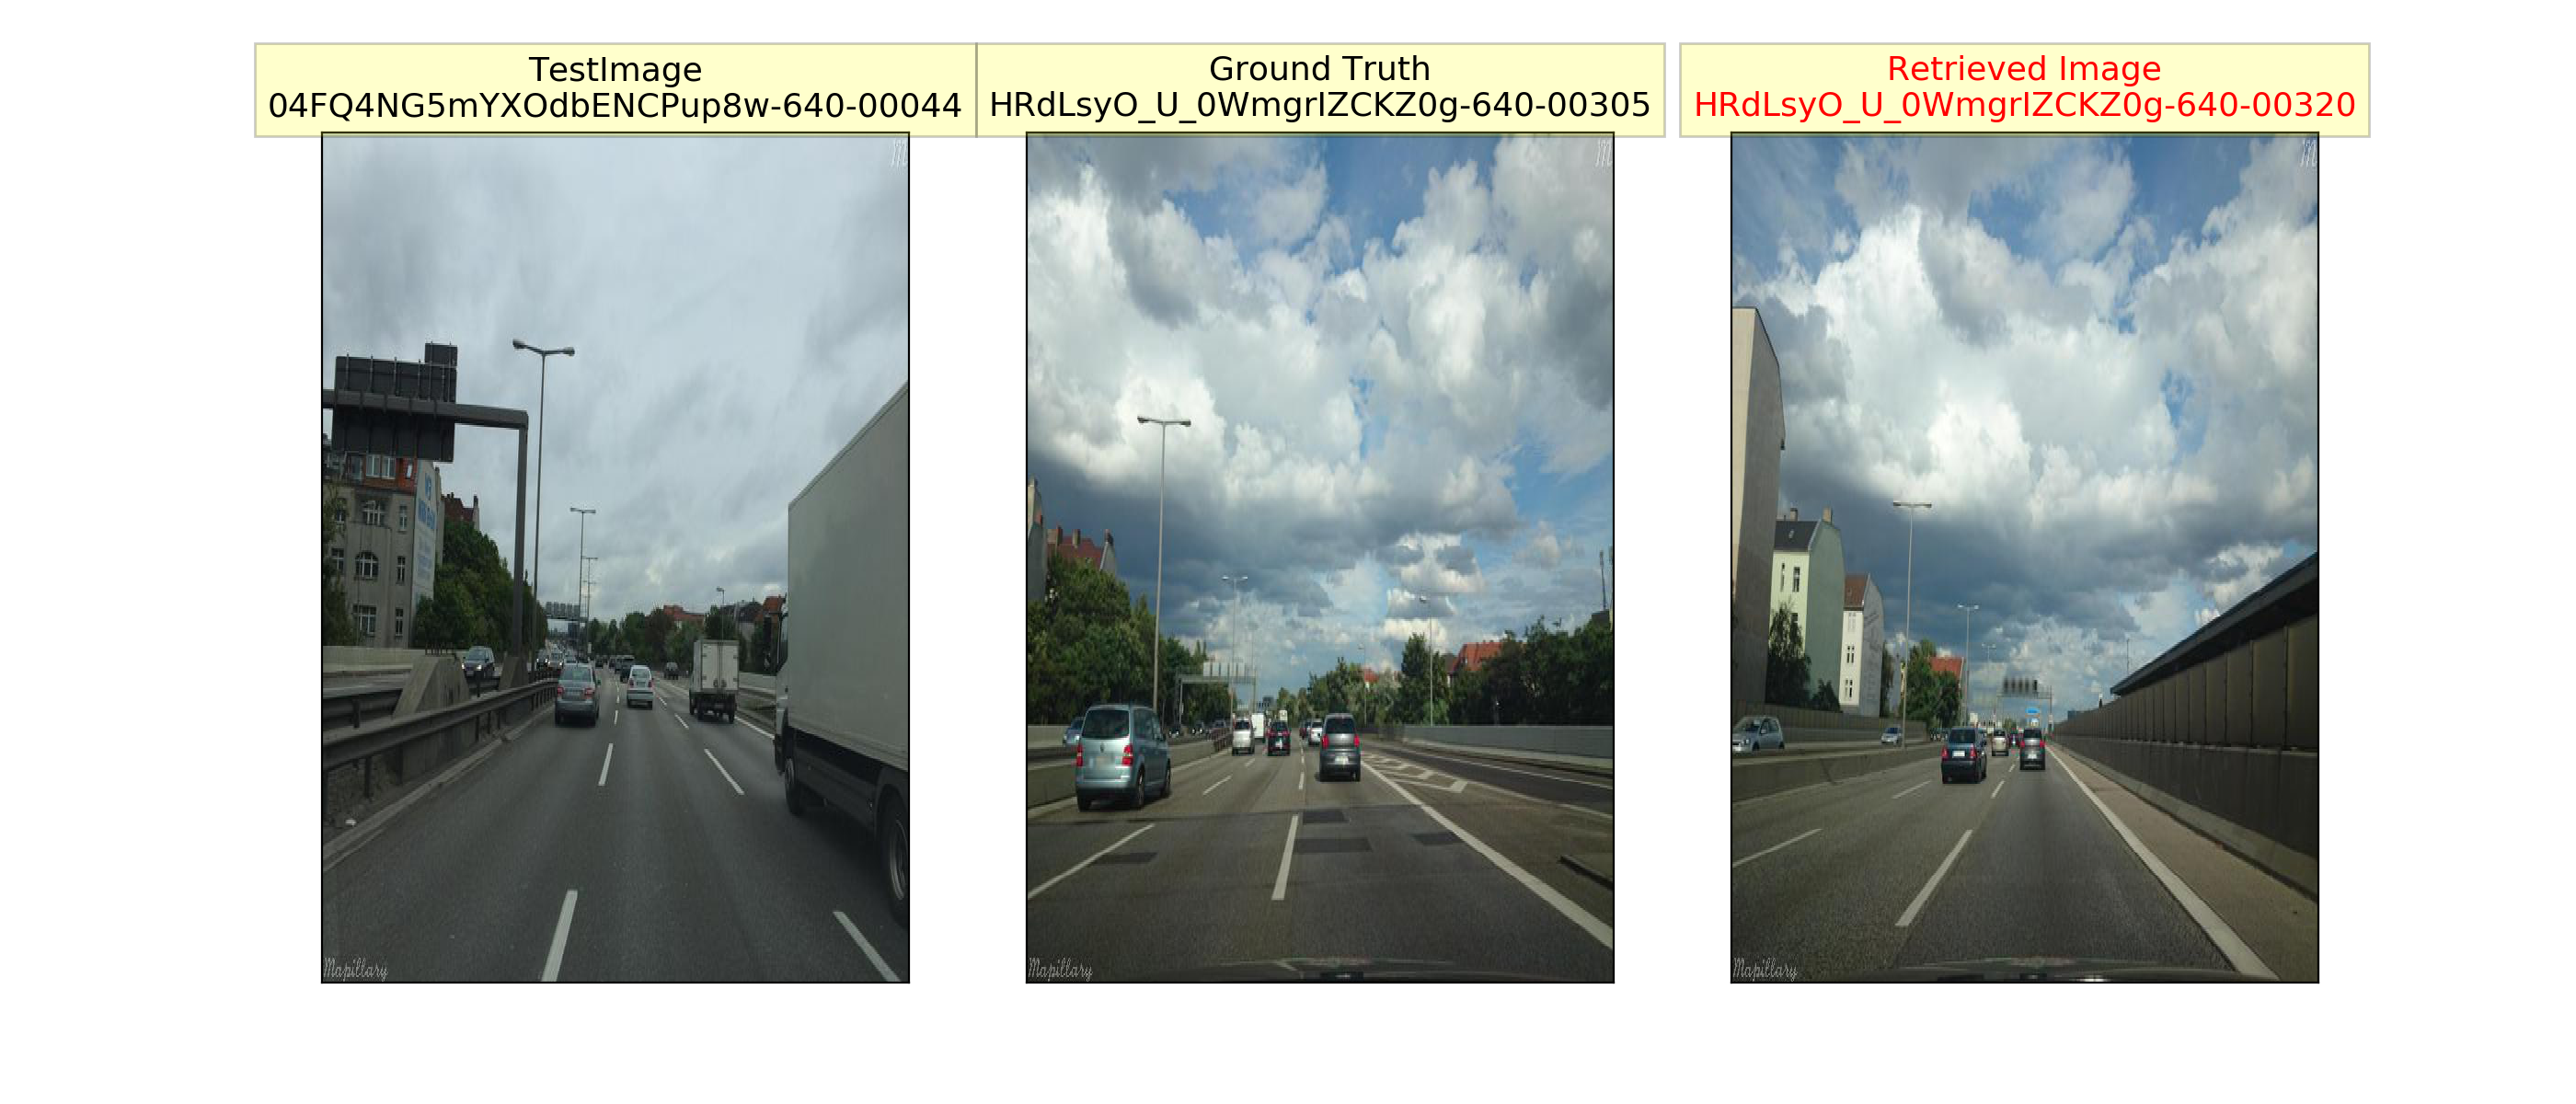 TestImage
04FQ4NG5mYXOdbENCPup8w-640-00044
Ground Truth
HRdLsyO_U_0WmgrIZCKZ0g-640-00305
Retrieved Image
HRdLsyO_U_0WmgrIZCKZ0g-640-00320
m
m
m
Mapillary
Mapillary
Mapillary